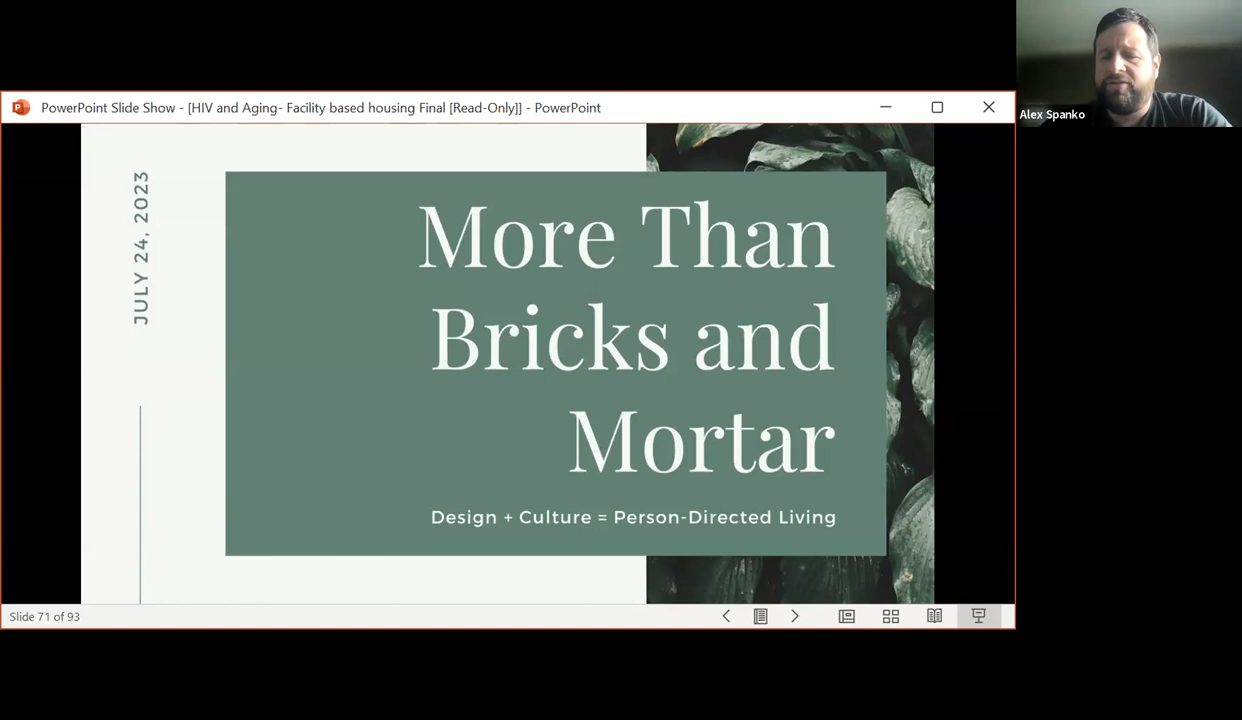 PowerPoint Slide Show - [HIV and Aging- Facility based housing Final [Read-Only]] - PowerPoint
Alex Spanko
JULY 24, 2023
More Than
Bricks and
Mortar
Design + Culture = Person-Directed Living
Slide 71 of 93